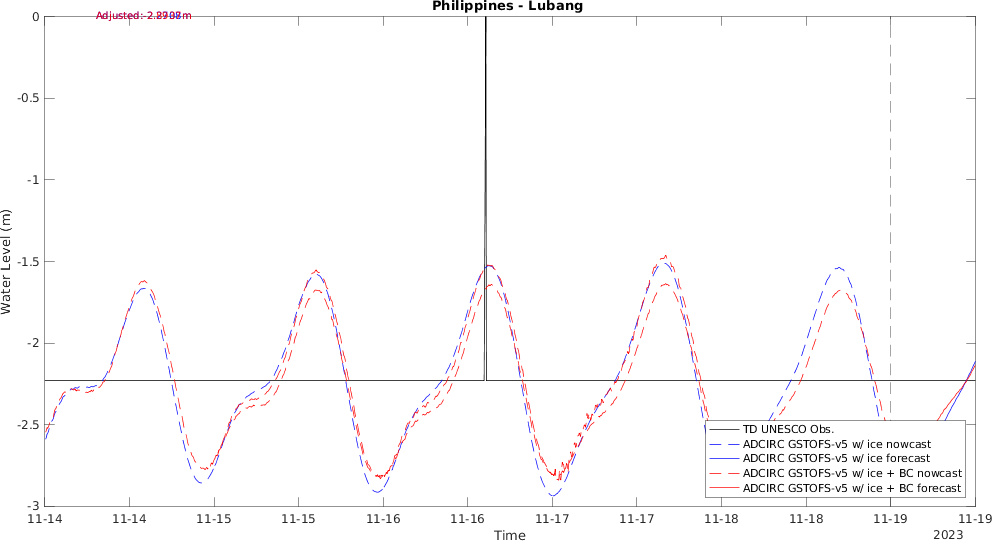 Philippines - Lubang
Adjusted:
0
-0.5
-1
-1.5
-2
-2.5
-3
Water Level (m)
11-14
11-14
11-15
11-15
11-16
11-16
11-17
11-17
11-18
11-18
11-19
11-19
Time
2023
TD UNESCO Obs.
ADCIRC GSTOFS-v5 w/ ice nowcast
ADCIRC GSTOFS-v5 w/ ice forecast
ADCIRC GSTOFS-v5 w/ ice + BC nowcast
ADCIRC GSTOFS-v5 w/ ice + BC forecast